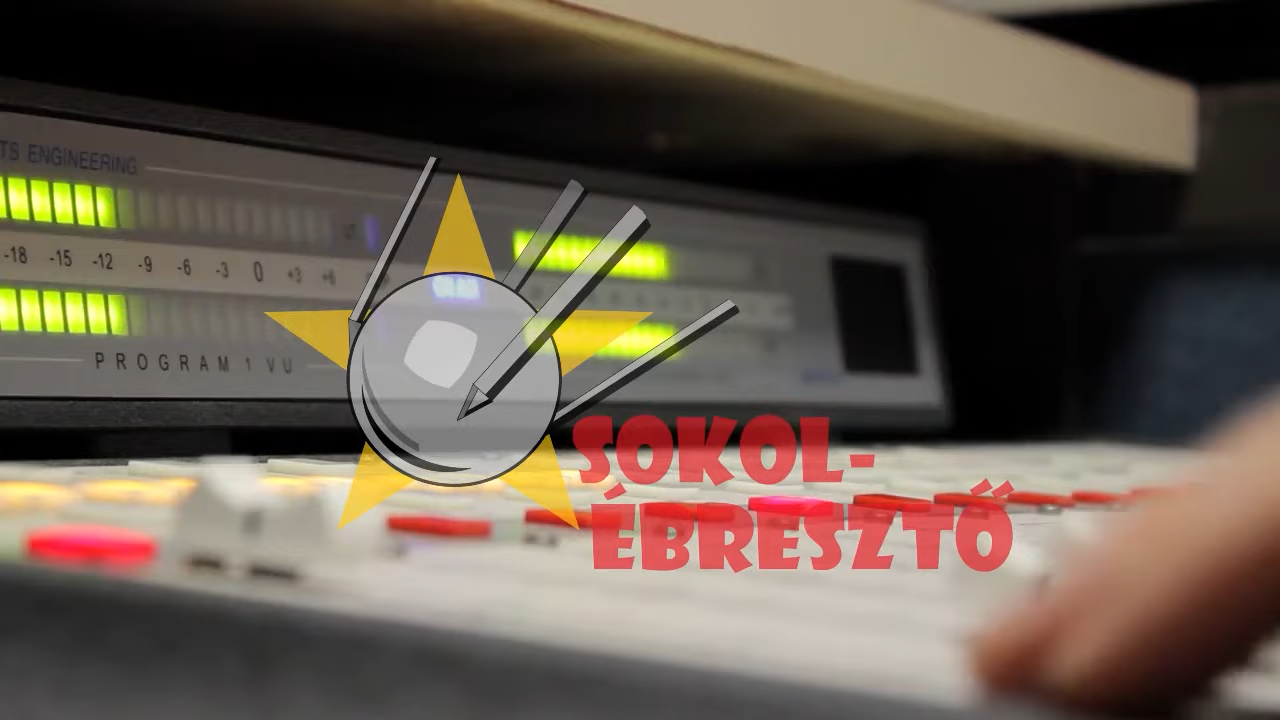 TS ENGINEERING
-18 -15 -12 -9 -6 -3 0 +3 +6
PROGRAM 1 VU
SOKOL-
ÉBRESZTŐ